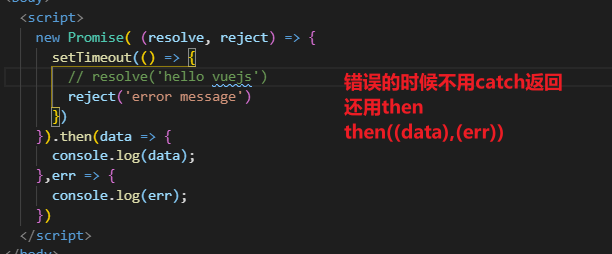 <body>
<script>
new Promise( (resolve, reject) => {
setTimeout(() => {
// resolve('hello vuejs')
reject('error message')
})
}).then(data => {
console.log(data);
},err => {
console.log(err);
})
</script>
</body>
错误的时候不用catch返回
还用then
then((data),(err))